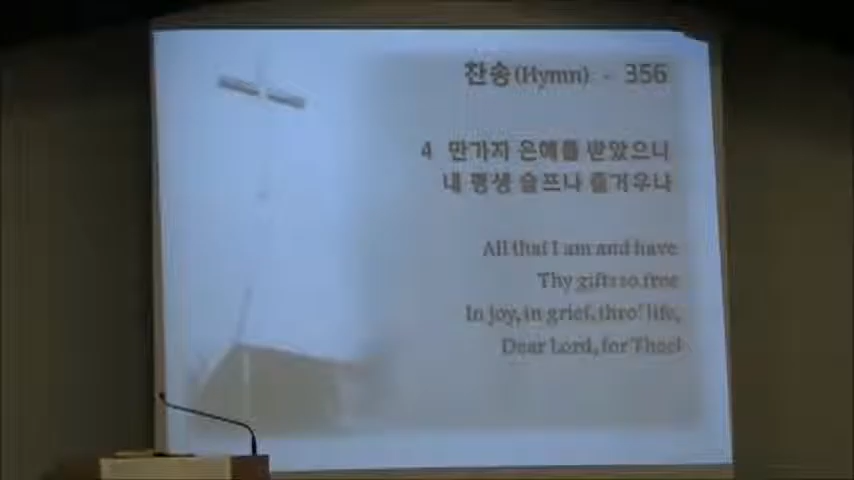 찬송(Hymn) - 356
4 만가지 은혜를 받았으니
내 평생 슬프나 즐거우나
All that I am and have
Thy gifts so free
In joy, in grief, thro' life,
Dear Lord, for Thee!